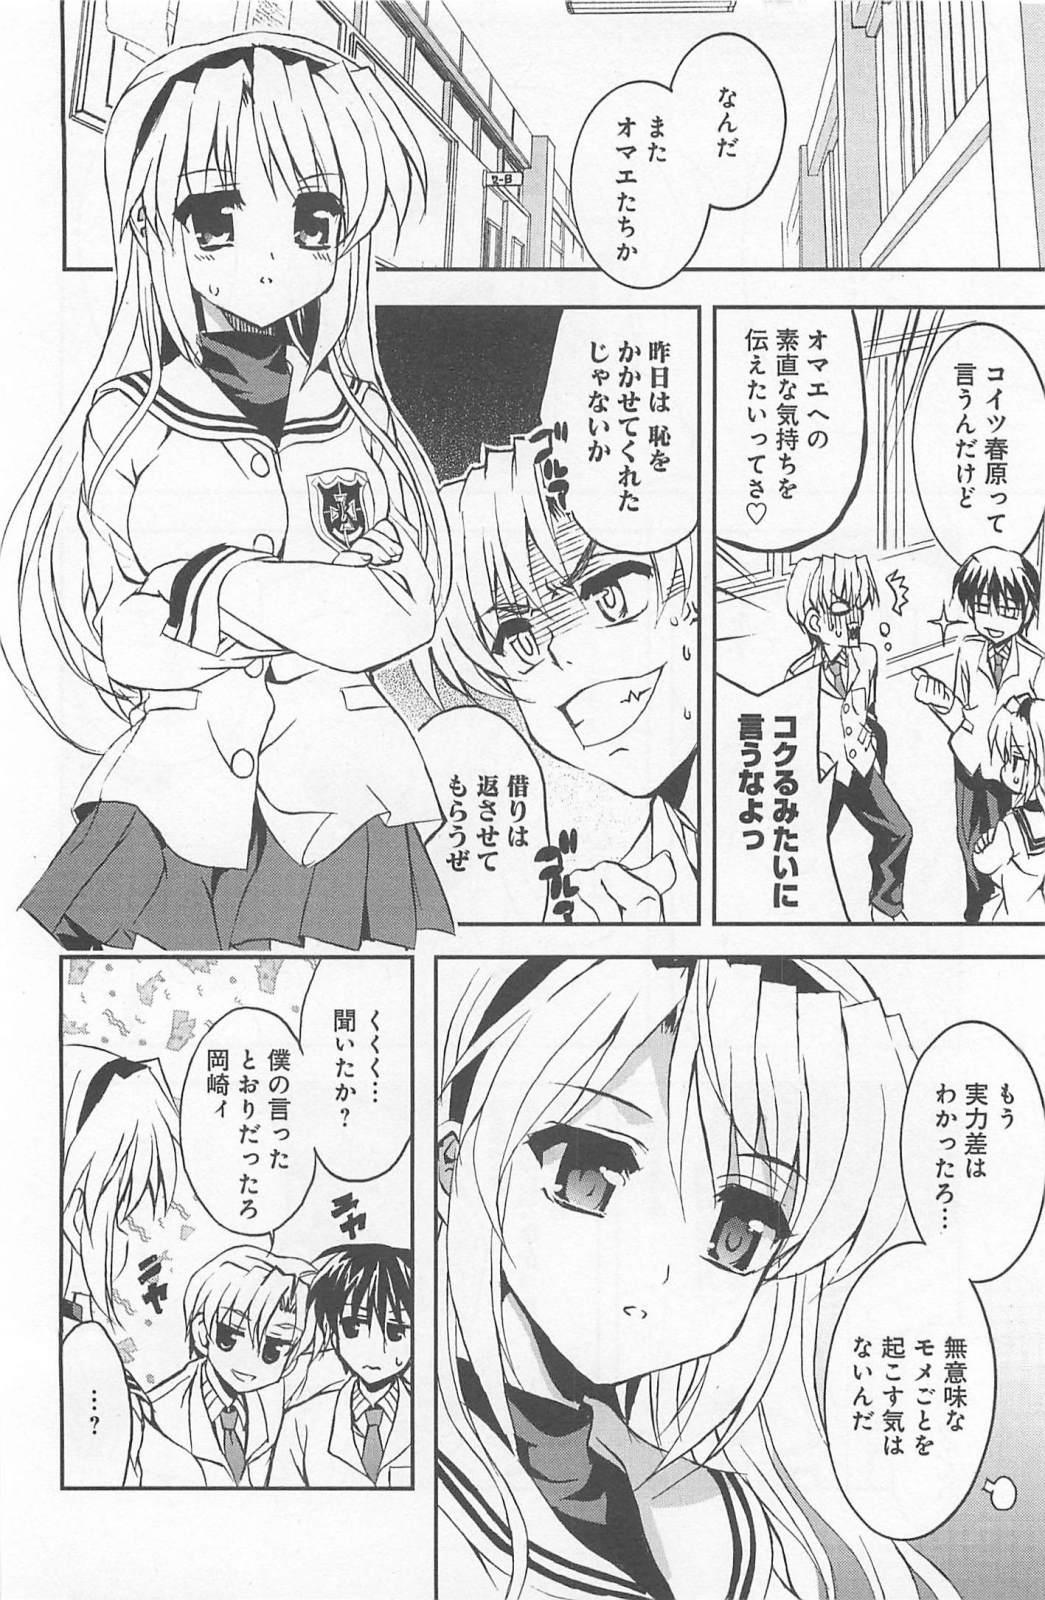 なんだ
また
オマエたちか
2-B
コイツ春原って
言うんだけど
オマエへの
素直な気持ちを
伝えたいってさ♡
コクるみたいに
言うなよっ
昨日は恥を
かかせてくれた
じゃないか
ゴルルル
借りは
返させて
もらうぜ
ゴルルル
もう
実力差は
わかったろ…
無意味な
モメごとを
起こす気は
ないんだ
くくく…
聞いたか?
僕の言った
とおりだったろ
岡崎ィ
ニヤ
ニヤ
…?